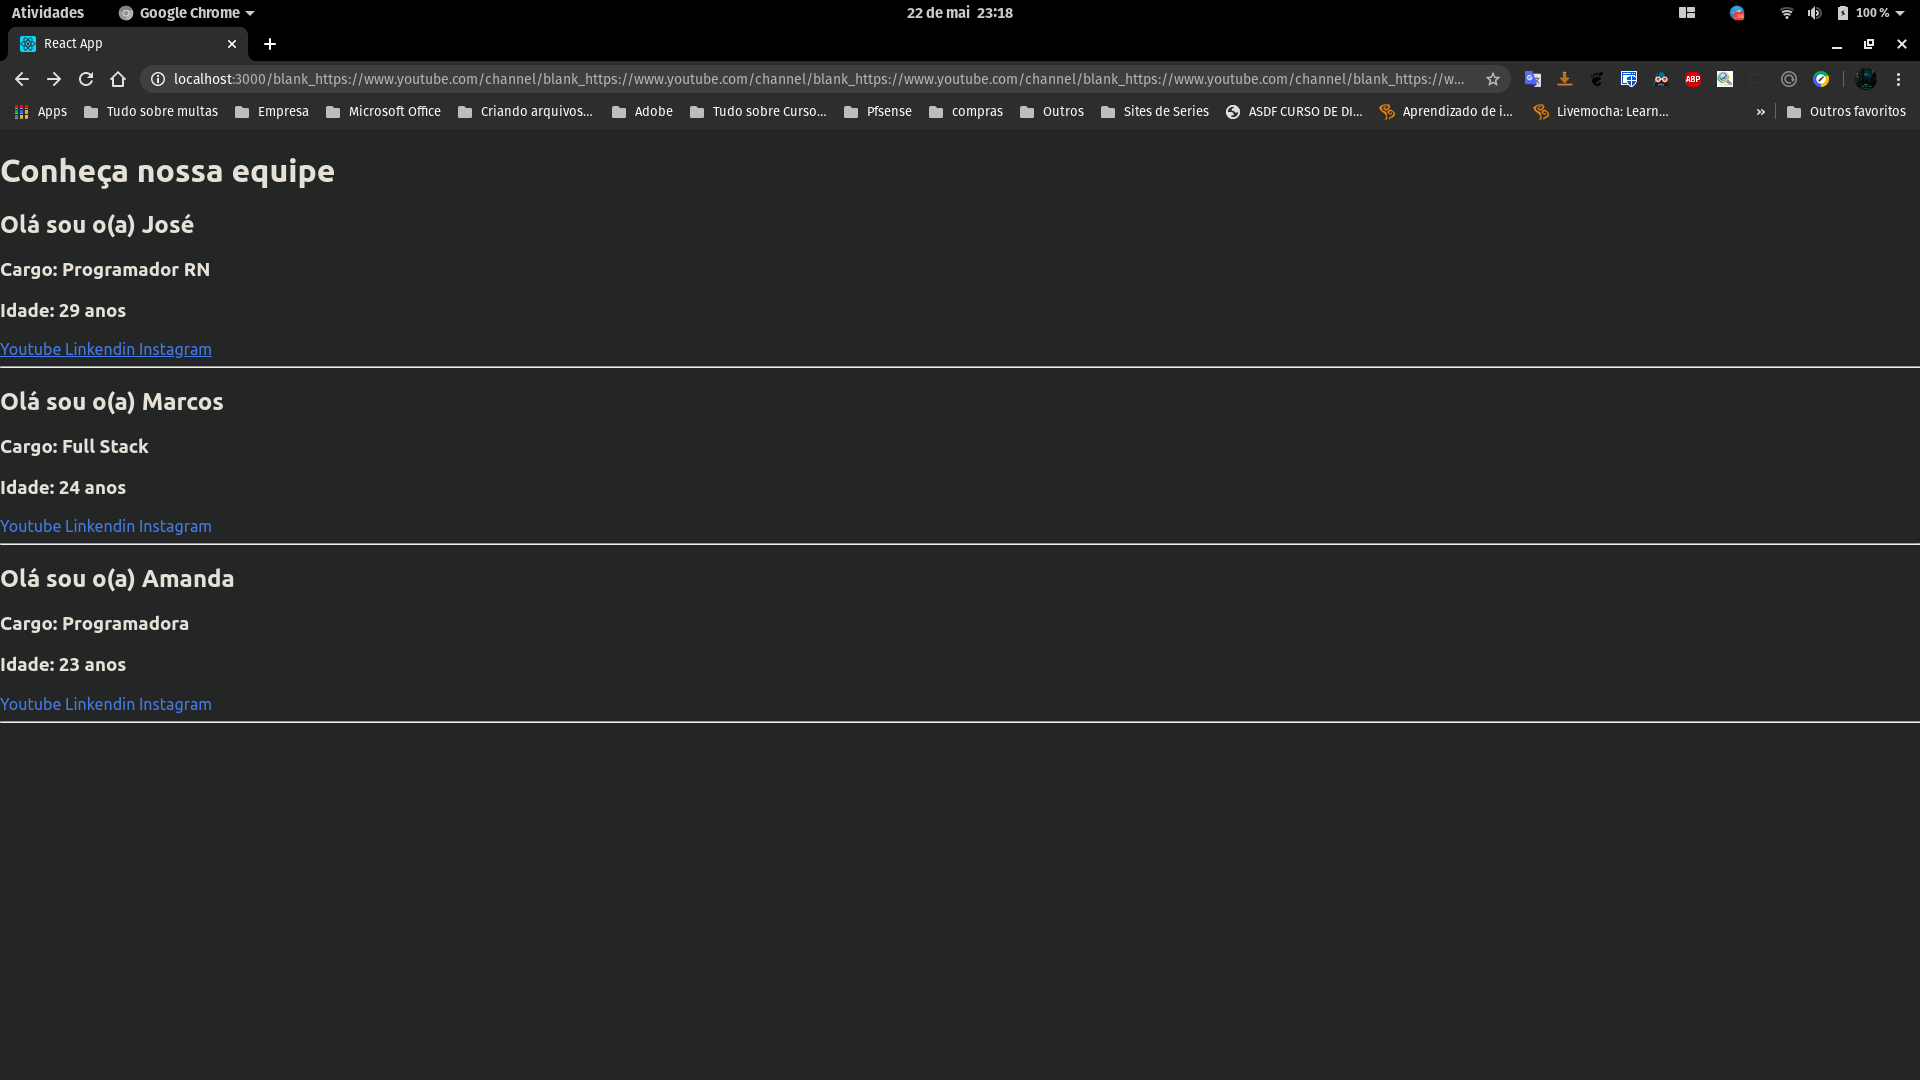 Atividades Google Chrome 22 de mai 23:18 100 %
React App
localhost:3000/blank_https://www.youtube.com/channel/blank_https://www.youtube.com/channel/blank_https://www.youtube.com/channel/blank_https://www.youtube.com/channel/blank_https://w...
Apps Tudo sobre multas Empresa Microsoft Office Criando arquivos... Adobe Tudo sobre Curso... Pfsense compras Outros Sites de Series ASDF CURSO DE DI... Aprendizado de i... Livemocha: Learn... » Outros favoritos
Conheça nossa equipe
Olá sou o(a) José
Cargo: Programador RN
Idade: 29 anos
Youtube Linkendin Instagram
Olá sou o(a) Marcos
Cargo: Full Stack
Idade: 24 anos
Youtube Linkendin Instagram
Olá sou o(a) Amanda
Cargo: Programadora
Idade: 23 anos
Youtube Linkendin Instagram